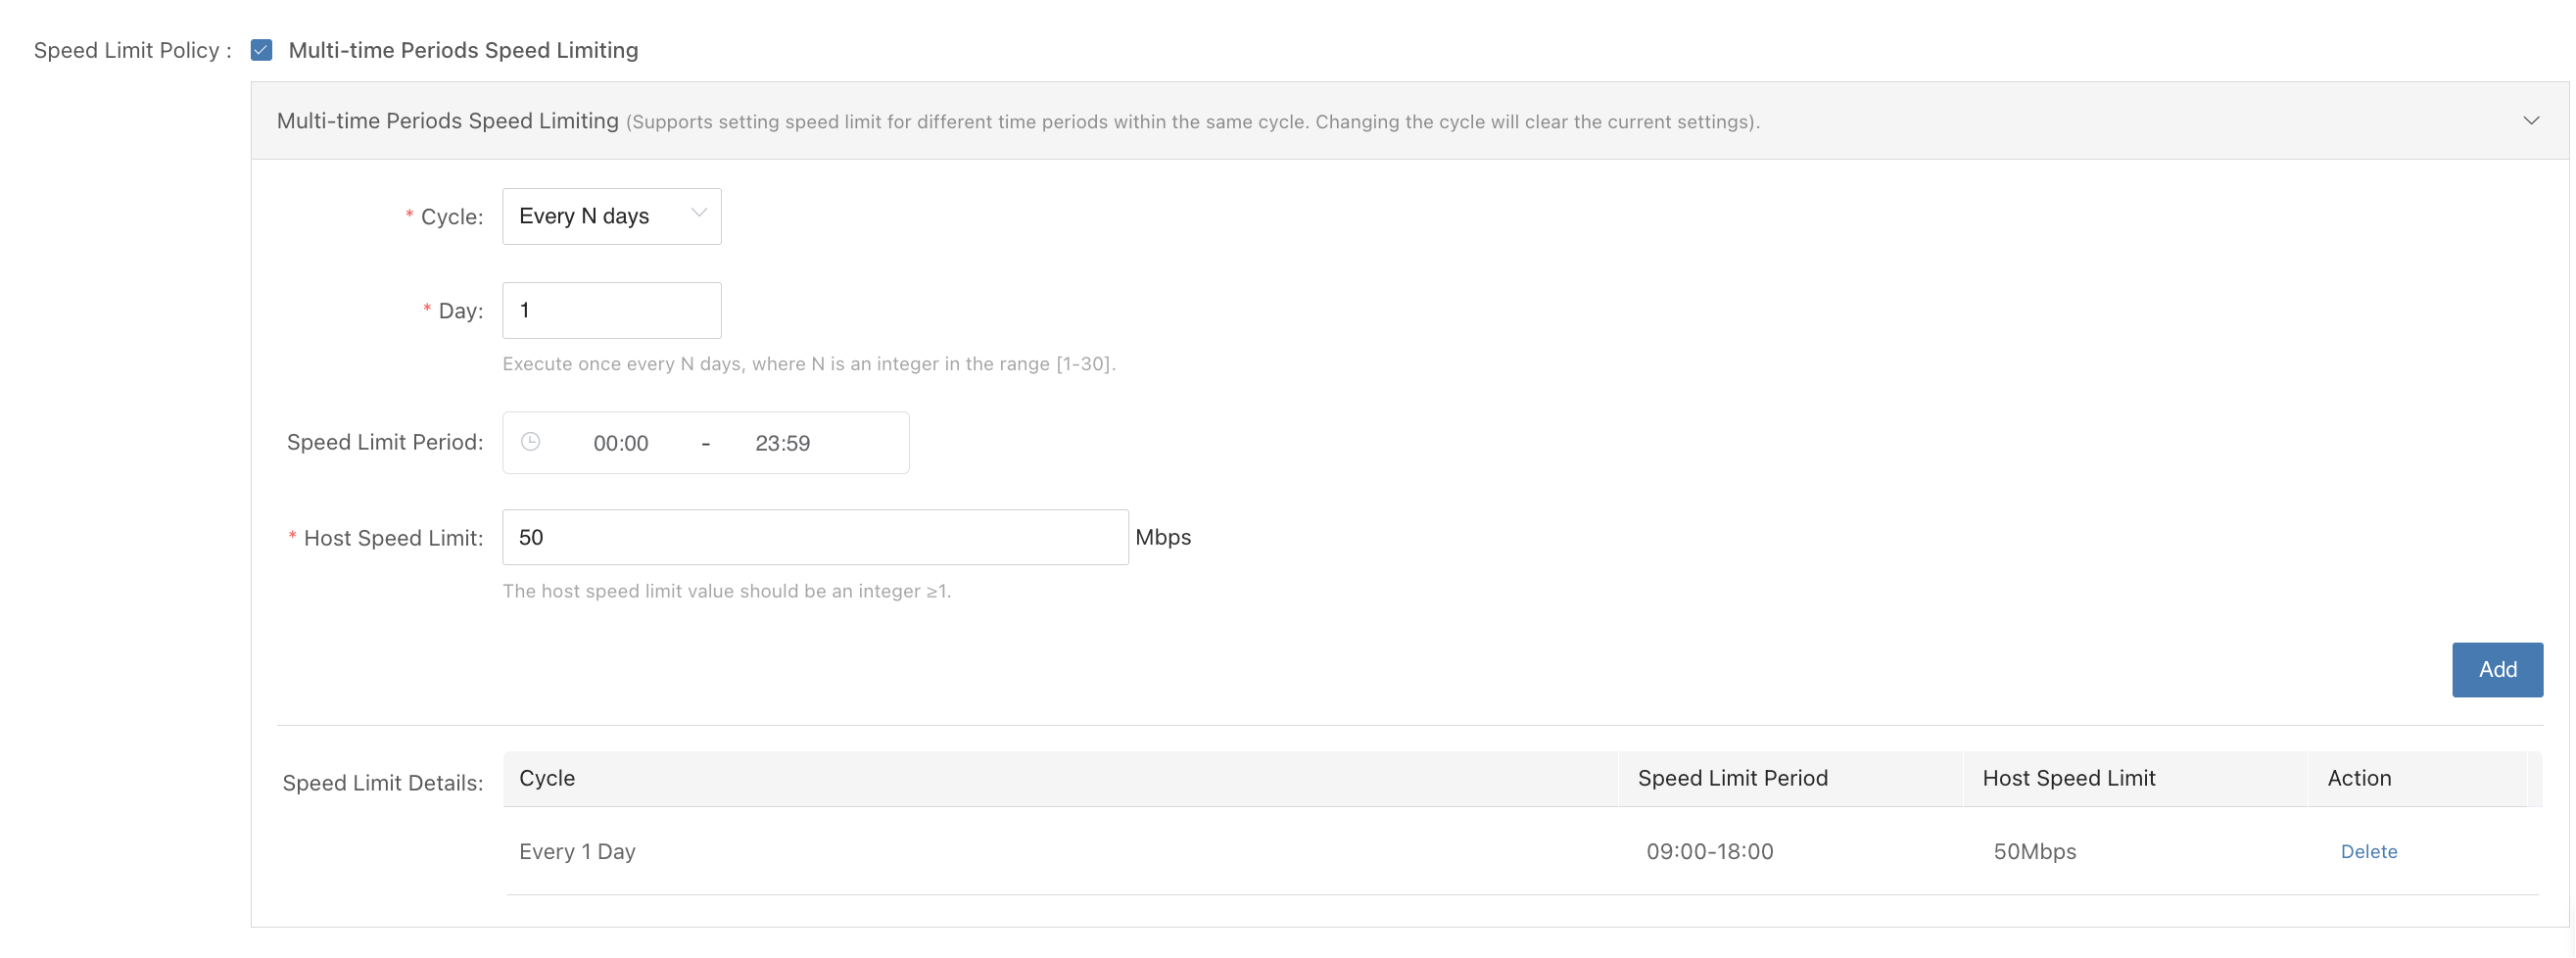 Speed Limit Policy : Multi-time Periods Speed Limiting
Multi-time Periods Speed Limiting (Supports setting speed limit for different time periods within the same cycle. Changing the cycle will clear the current settings).
* Cycle: Every N days
* Day: 1
Execute once every N days, where N is an integer in the range [1-30].
Speed Limit Period: 00:00 - 23:59
* Host Speed Limit: 50 Mbps
The host speed limit value should be an integer ≥1.
Add
Speed Limit Details: Cycle Speed Limit Period Host Speed Limit Action
Every 1 Day 09:00-18:00 50Mbps Delete